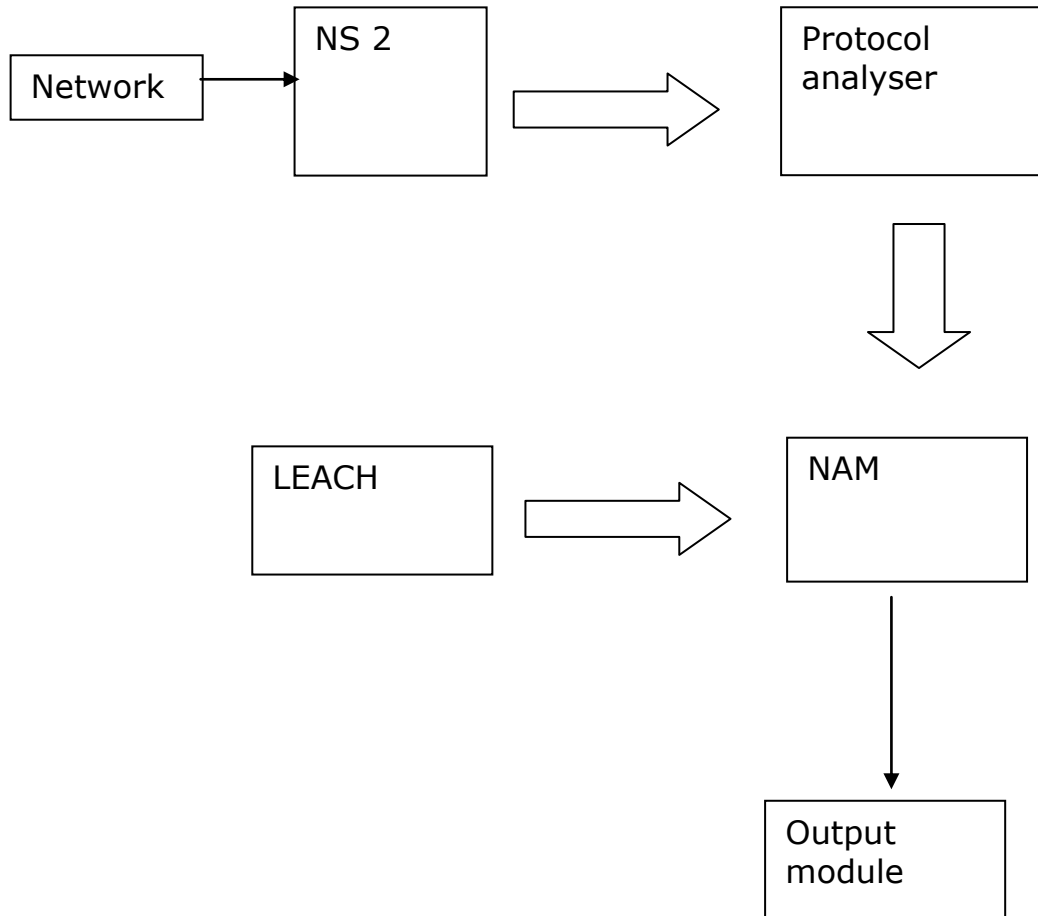 Network
NS 2
Protocol
analyser
LEACH
NAM
Output
module